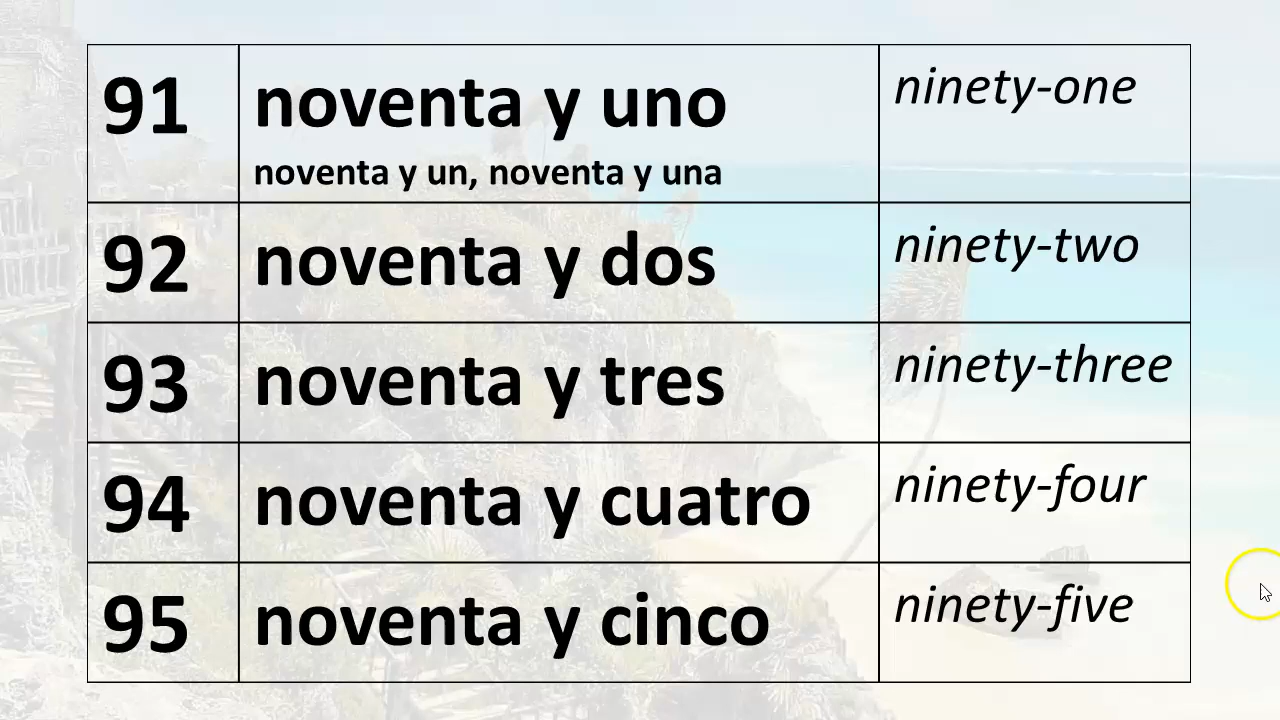 91 noventa y uno ninety-one
noventa y un, noventa y una
92 noventa y dos ninety-two
93 noventa y tres ninety-three
94 noventa y cuatro ninety-four
95 noventa y cinco ninety-five